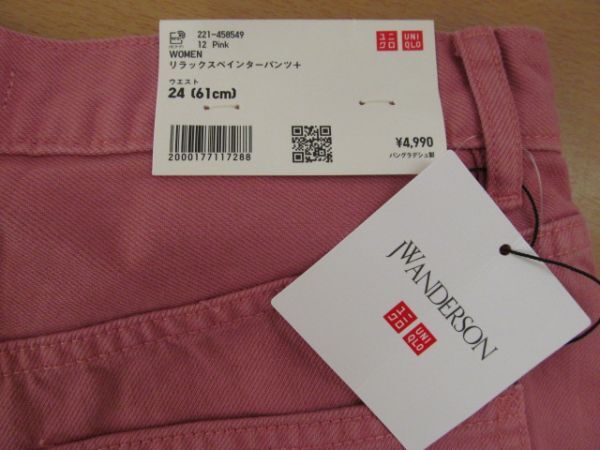 221-458549
12 Pink
WOMEN
リラックスペインターパンツ+
ウエスト
24 (61cm)
2000177117288
¥4,990
バングラデシュ製
ユニ
クロ
UNI
QLO
JWANDERSON
ユニ
クロ
UNI
QLO